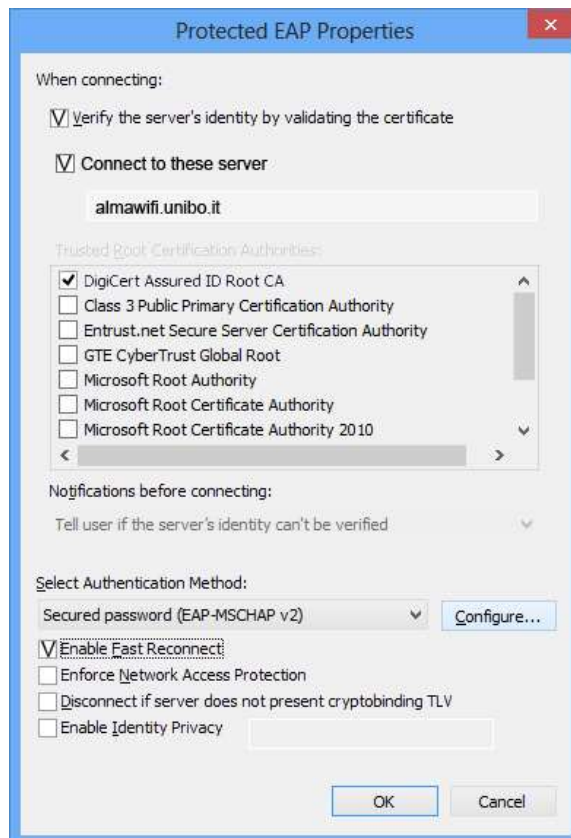 Protected EAP Properties
When connecting:
Verify the server's identity by validating the certificate
Connect to these server
almawifi.unibo.it
Trusted Root Certification Authorities:
DigiCert Assured ID Root CA
Class 3 Public Primary Certification Authority
Entrust.net Secure Server Certification Authority
GTE CyberTrust Global Root
Microsoft Root Authority
Microsoft Root Certificate Authority
Microsoft Root Certificate Authority 2010
Notifications before connecting:
Tell user if the server's identity can't be verified
Select Authentication Method:
Secured password (EAP-MSCHAP v2)
Configure...
Enable Fast Reconnect
Enforce Network Access Protection
Disconnect if server does not present cryptobinding TLV
Enable Identity Privacy
OK
Cancel